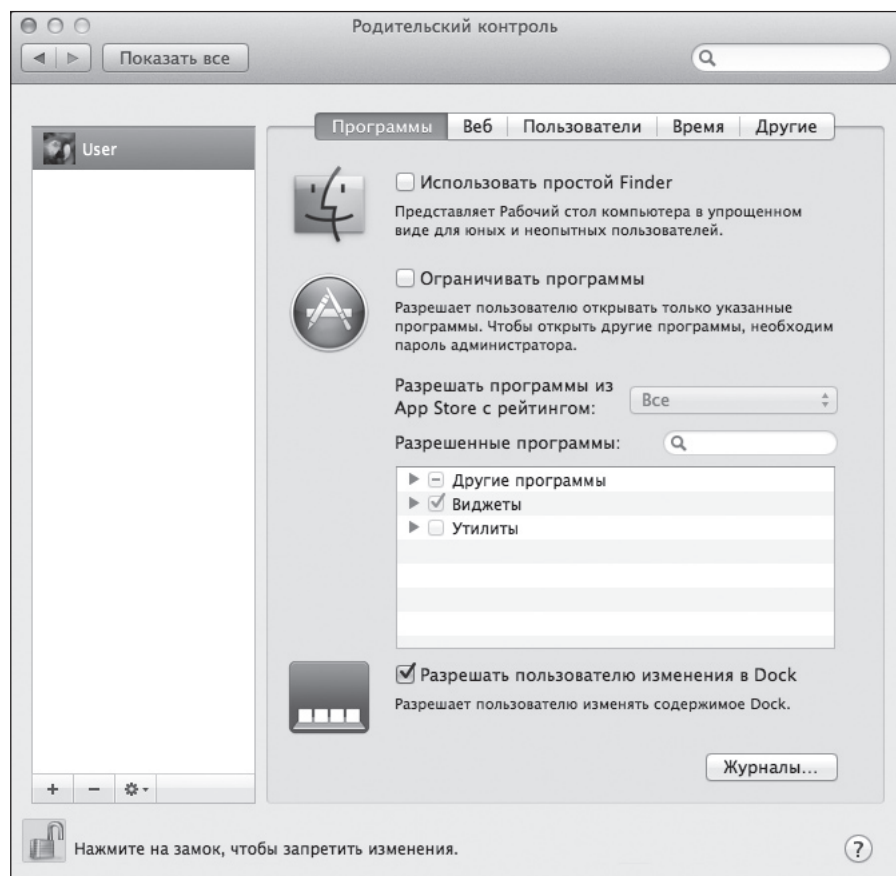 Родительский контроль
Показать все
Программы
Веб
Пользователи
Время
Другие
User
Использовать простой Finder
Представляет Рабочий стол компьютера в упрощенном
виде для юных и неопытных пользователей.
Ограничивать программы
Разрешает пользователю открывать только указанные
программы. Чтобы открыть другие программы, необходим
пароль администратора.
Разрешать программы из
App Store с рейтингом:
Все
Разрешенные программы:
Другие программы
Виджеты
Утилиты
Разрешать пользователю изменения в Dock
Разрешает пользователю изменять содержимое Dock.
Журналы...
Нажмите на замок, чтобы запретить изменения.
?